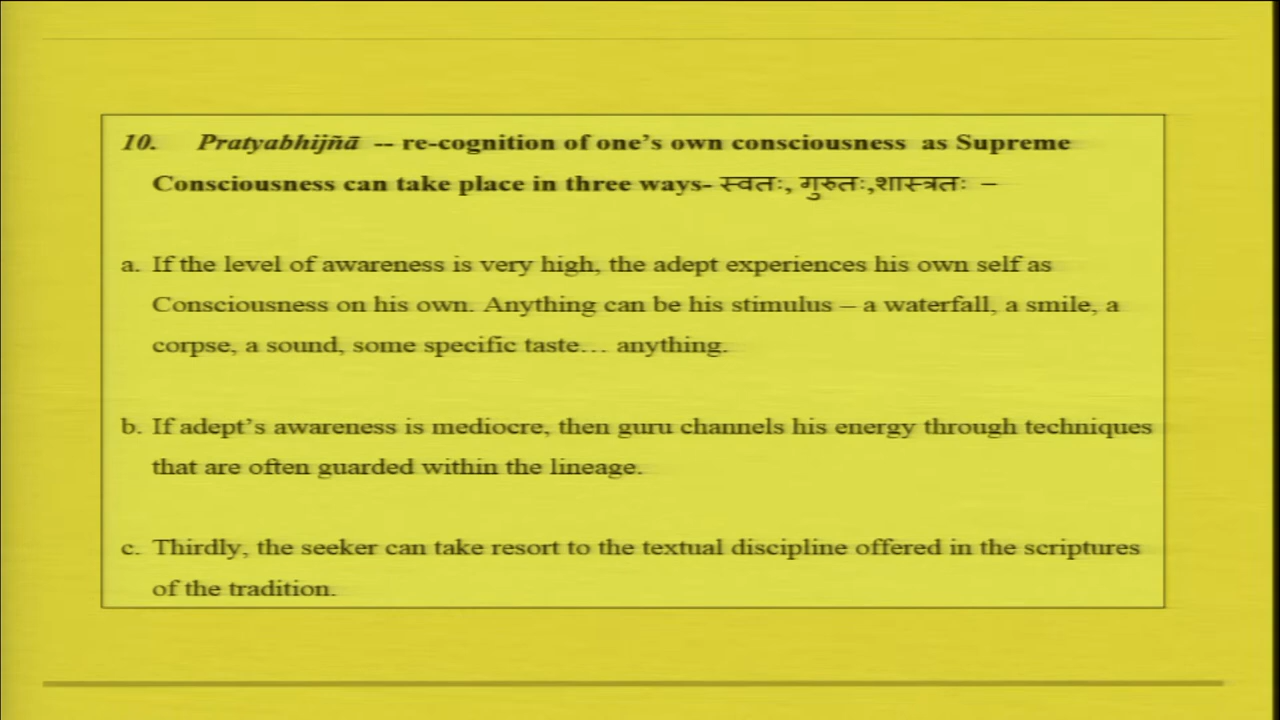 10. Pratyabhijñā -- re-cognition of one's own consciousness as Supreme
Consciousness can take place in three ways- स्वतः, गुरुतः,शास्त्रतः –
a. If the level of awareness is very high, the adept experiences his own self as
Consciousness on his own. Anything can be his stimulus – a waterfall, a smile, a
corpse, a sound, some specific taste… anything.
b. If adept's awareness is mediocre, then guru channels his energy through techniques
that are often guarded within the lineage.
c. Thirdly, the seeker can take resort to the textual discipline offered in the scriptures
of the tradition.